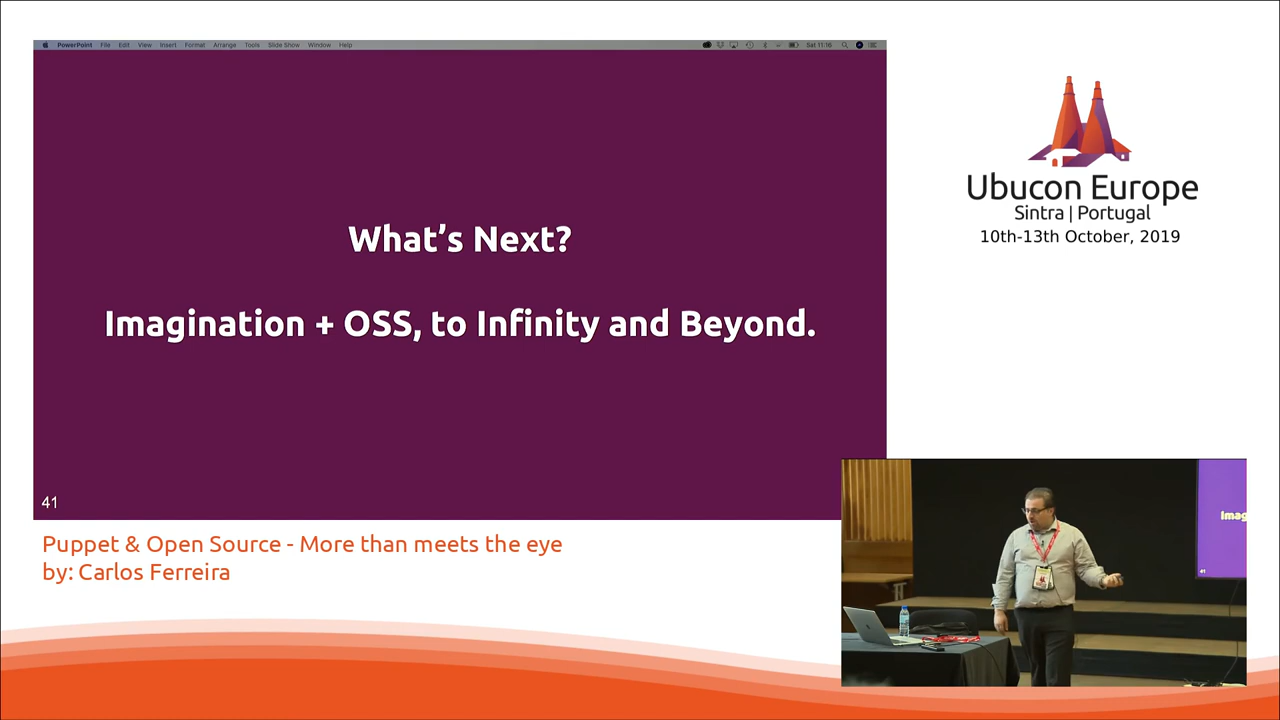 PowerPoint File Edit View Insert Format Arrange Tools Slide Show Window Help Sat 11:16
What's Next?
Imagination + OSS, to Infinity and Beyond.
41
Puppet & Open Source - More than meets the eye
by: Carlos Ferreira
Ubucon Europe
Sintra | Portugal
10th-13th October, 2019
Imag
41